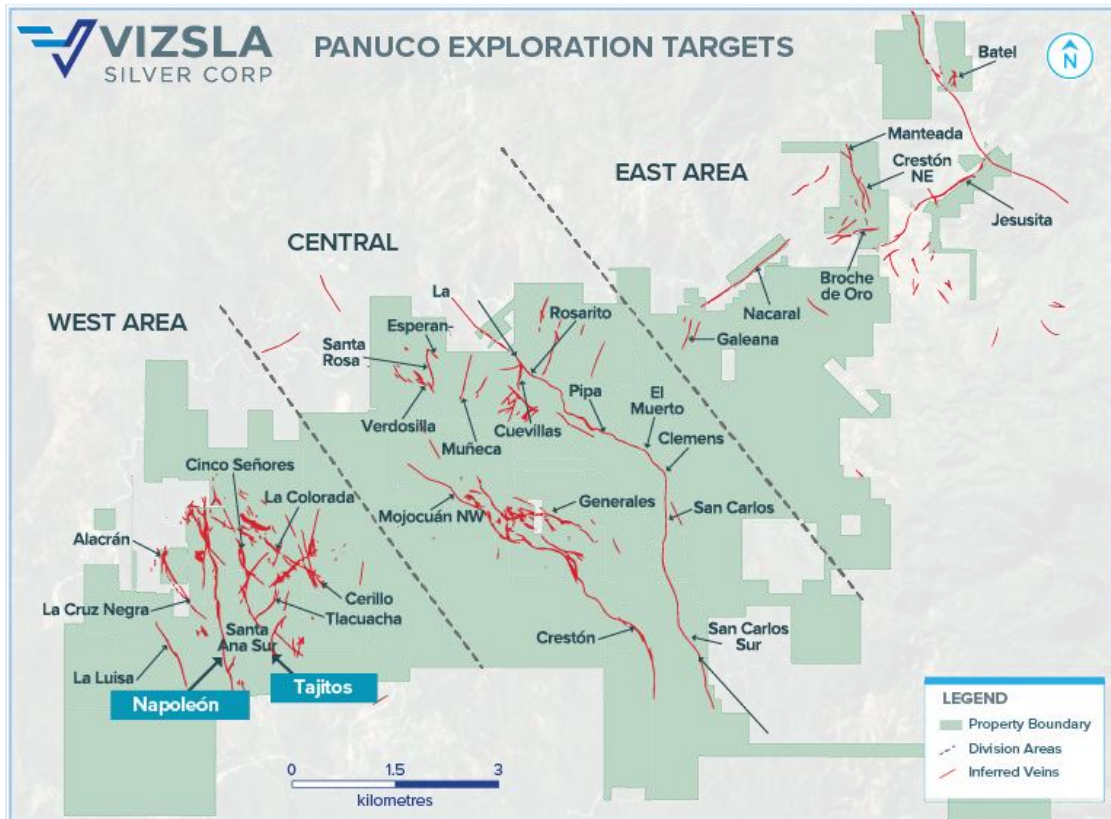 VIZSLA
SILVER CORP
PANUCO EXPLORATION TARGETS
N
Batel
Manteada
Crestón
NE
EAST AREA
Jesusita
CENTRAL
Broche
de Oro
La
Nacaral
Rosarito
WEST AREA
Esperan-
Galeana
Santa
Rosa
Pipa
El
Muerto
Verdosilla
Cuevillas
Clemens
Muñeca
Cinco Señores
La Colorada
Generales
San Carlos
Mojocuán NW
Alacrán
Cerillo
La Cruz Negra
Tlacuacha
Santa
Ana Sur
Crestón
San Carlos
Sur
La Luisa
Tajitos
Napoleón
LEGEND
Property Boundary
Division Areas
Inferred Veins
0 1.5 3
kilometres